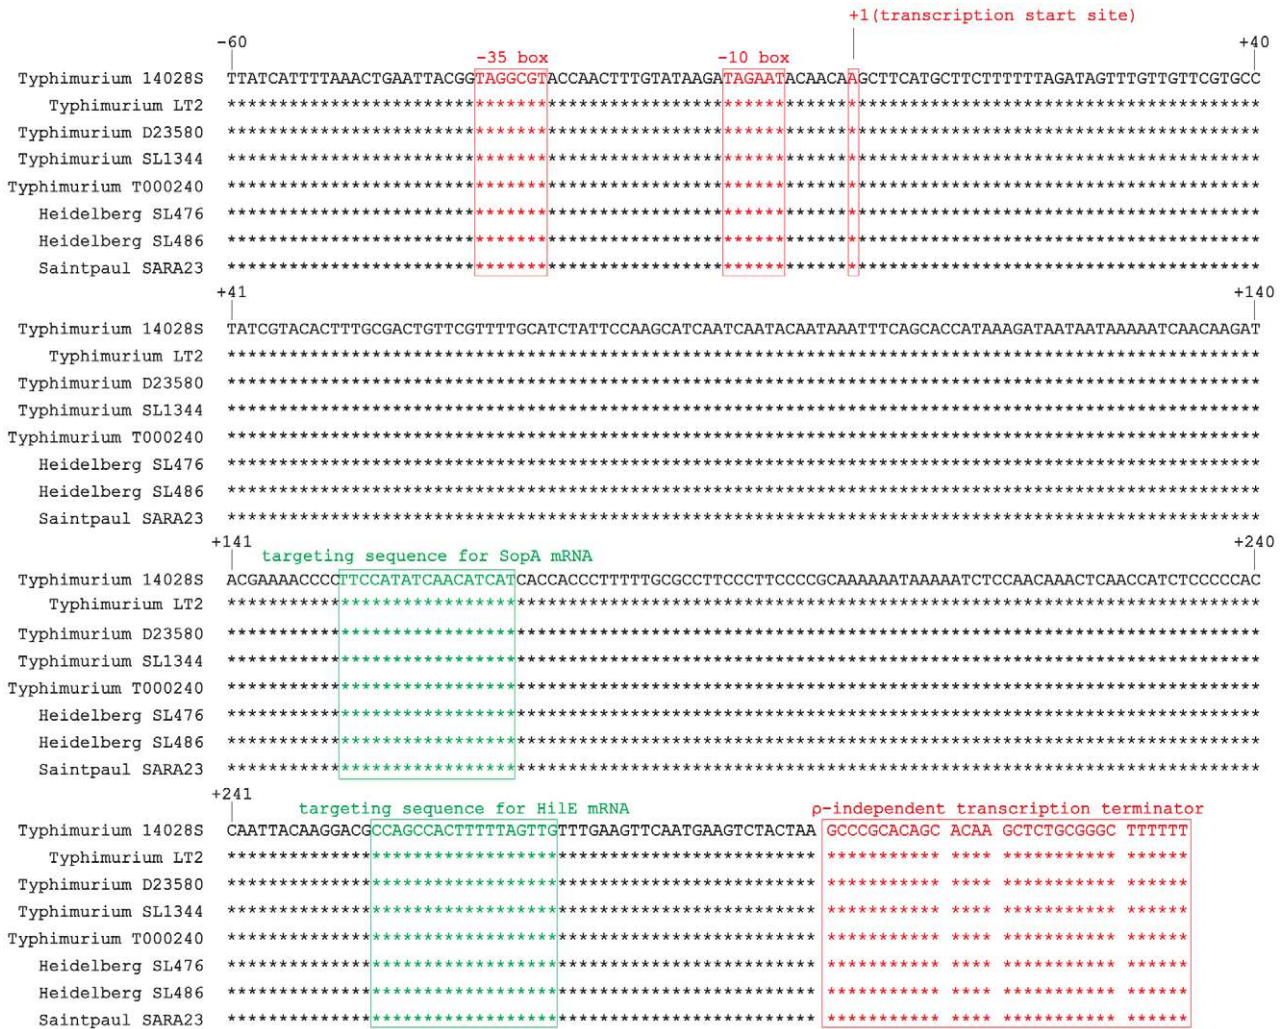 +1(transcription start site)
-60 -35 box -10 box +40
Typhimurium 14028S TTATCATTTTAAACTGAATTACGGTAGGCGTACCAACTTTGTATAAGATAGAATACAACAAGCTTCATGCTTCTTTTTTAGATAGTTTGTTGTTCGTGCC
Typhimurium LT2 ****************************************************************************************************
Typhimurium D23580 ****************************************************************************************************
Typhimurium SL1344 ****************************************************************************************************
Typhimurium T000240 ****************************************************************************************************
Heidelberg SL476 ****************************************************************************************************
Heidelberg SL486 ****************************************************************************************************
Saintpaul SARA23 ****************************************************************************************************
+41 +140
Typhimurium 14028S TATCGTACACTTTGCGACTGTTCGTTTTGCATCTATTCCAAGCATCAATCAATACAATAAATTTCAGCACCATAAAGATAATAATAAAAATCAACAAGAT
Typhimurium LT2 ****************************************************************************************************
Typhimurium D23580 ****************************************************************************************************
Typhimurium SL1344 ****************************************************************************************************
Typhimurium T000240 ****************************************************************************************************
Heidelberg SL476 ****************************************************************************************************
Heidelberg SL486 ****************************************************************************************************
Saintpaul SARA23 ****************************************************************************************************
+141 targeting sequence for SopA mRNA +240
Typhimurium 14028S ACGAAAACCCCTTCCATATCAACATCATCACCACCCTTTTTGCGCCTTCCCTTCCCCGCAAAAAATAAAAATCTCCAACAAACTCAACCATCTCCCCCAC
Typhimurium LT2 ****************************************************************************************************
Typhimurium D23580 ****************************************************************************************************
Typhimurium SL1344 ****************************************************************************************************
Typhimurium T000240 ****************************************************************************************************
Heidelberg SL476 ****************************************************************************************************
Heidelberg SL486 ****************************************************************************************************
Saintpaul SARA23 ****************************************************************************************************
+241 targeting sequence for HilE mRNA ρ-independent transcription terminator
Typhimurium 14028S CAATTACAAGGACGCCAGCCACTTTTTAGTTGTTTGAAGTTCAATGAAGTCTACTAA GCCCGCACAGC ACAA GCTCTGCGGGC TTTTTT
Typhimurium LT2 ********************************************************* *********** **** *********** ******
Typhimurium D23580 ********************************************************* *********** **** *********** ******
Typhimurium SL1344 ********************************************************* *********** **** *********** ******
Typhimurium T000240 ********************************************************* *********** **** *********** ******
Heidelberg SL476 ********************************************************* *********** **** *********** ******
Heidelberg SL486 ********************************************************* *********** **** *********** ******
Saintpaul SARA23 ********************************************************* *********** **** *********** ******